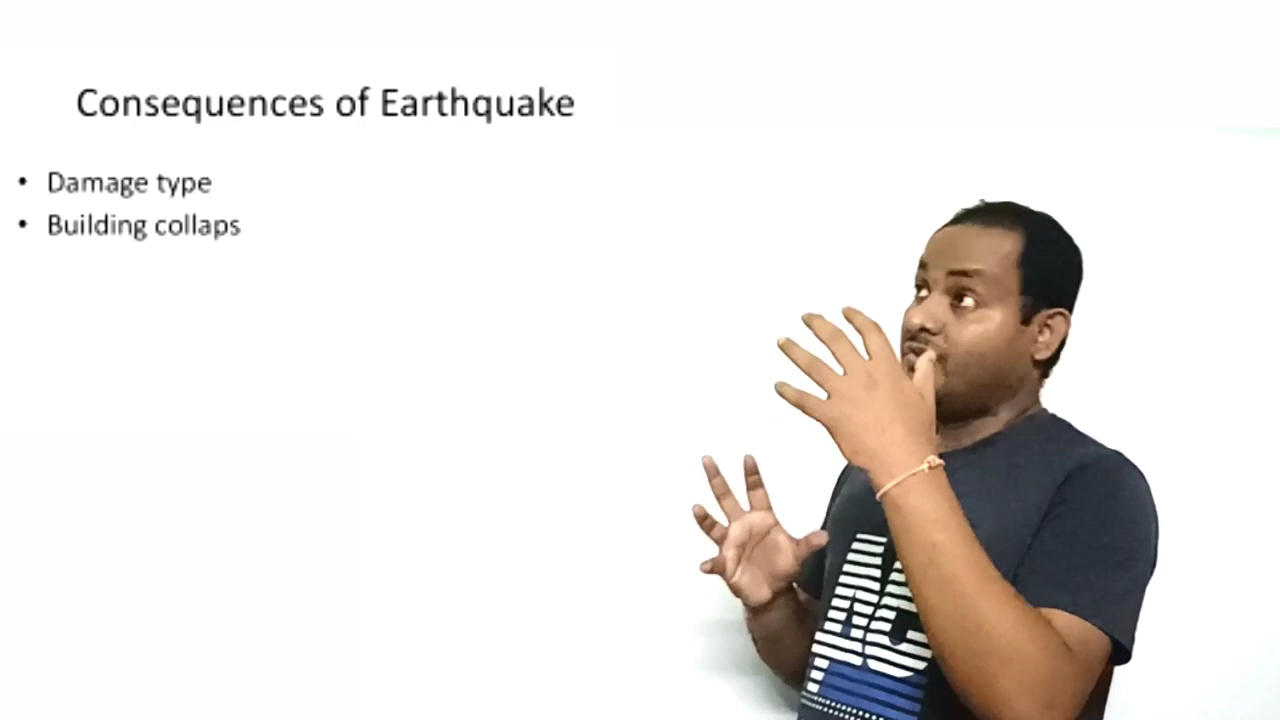 Consequences of Earthquake
• Damage type
• Building collaps